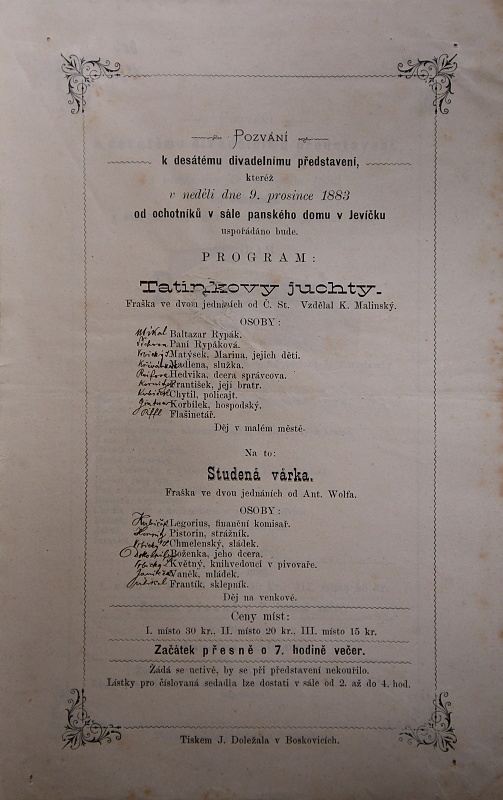 Pozvání
k desátému divadelnímu představení,
kteréž
v neděli dne 9. prosince 1883
od ochotníků v sále panského domu v Jevíčku
uspořádáno bude.
PROGRAM:
Tatínkovy juchty.
Fraška ve dvou jednáních od Č. St. Vzdělal K. Malinský.
OSOBY:
Baltazar Rypák.
Paní Rypáková.
Matýsek, Marina, jejich děti.
Madlena, služka.
Hedvika, dcera správcova.
František, její bratr.
Chytil, policajt.
Korbílek, hospodský.
Flašinetář.
Děj v malém městě.
Na to:
Studená várka.
Fraška ve dvou jednáních od Ant. Wolfa.
OSOBY:
Legorius, finanční komisař.
Pistorin, strážník.
Chmelenský, sládek.
Boženka, jeho dcera.
Květný, knihvedoucí v pivovaře.
Vaněk, mládek.
Frantík, sklepník.
Děj na venkově.
Ceny míst:
I. místo 30 kr., II. místo 20 kr., III. místo 15 kr.
Začátek přesně o 7. hodině večer.
Žádá se uctivě, by se při představení nekouřilo.
Lístky pro číslovaná sedadla lze dostati v sále od 2. až do 4. hod.
Tiskem J. Doležala v Boskovicích.